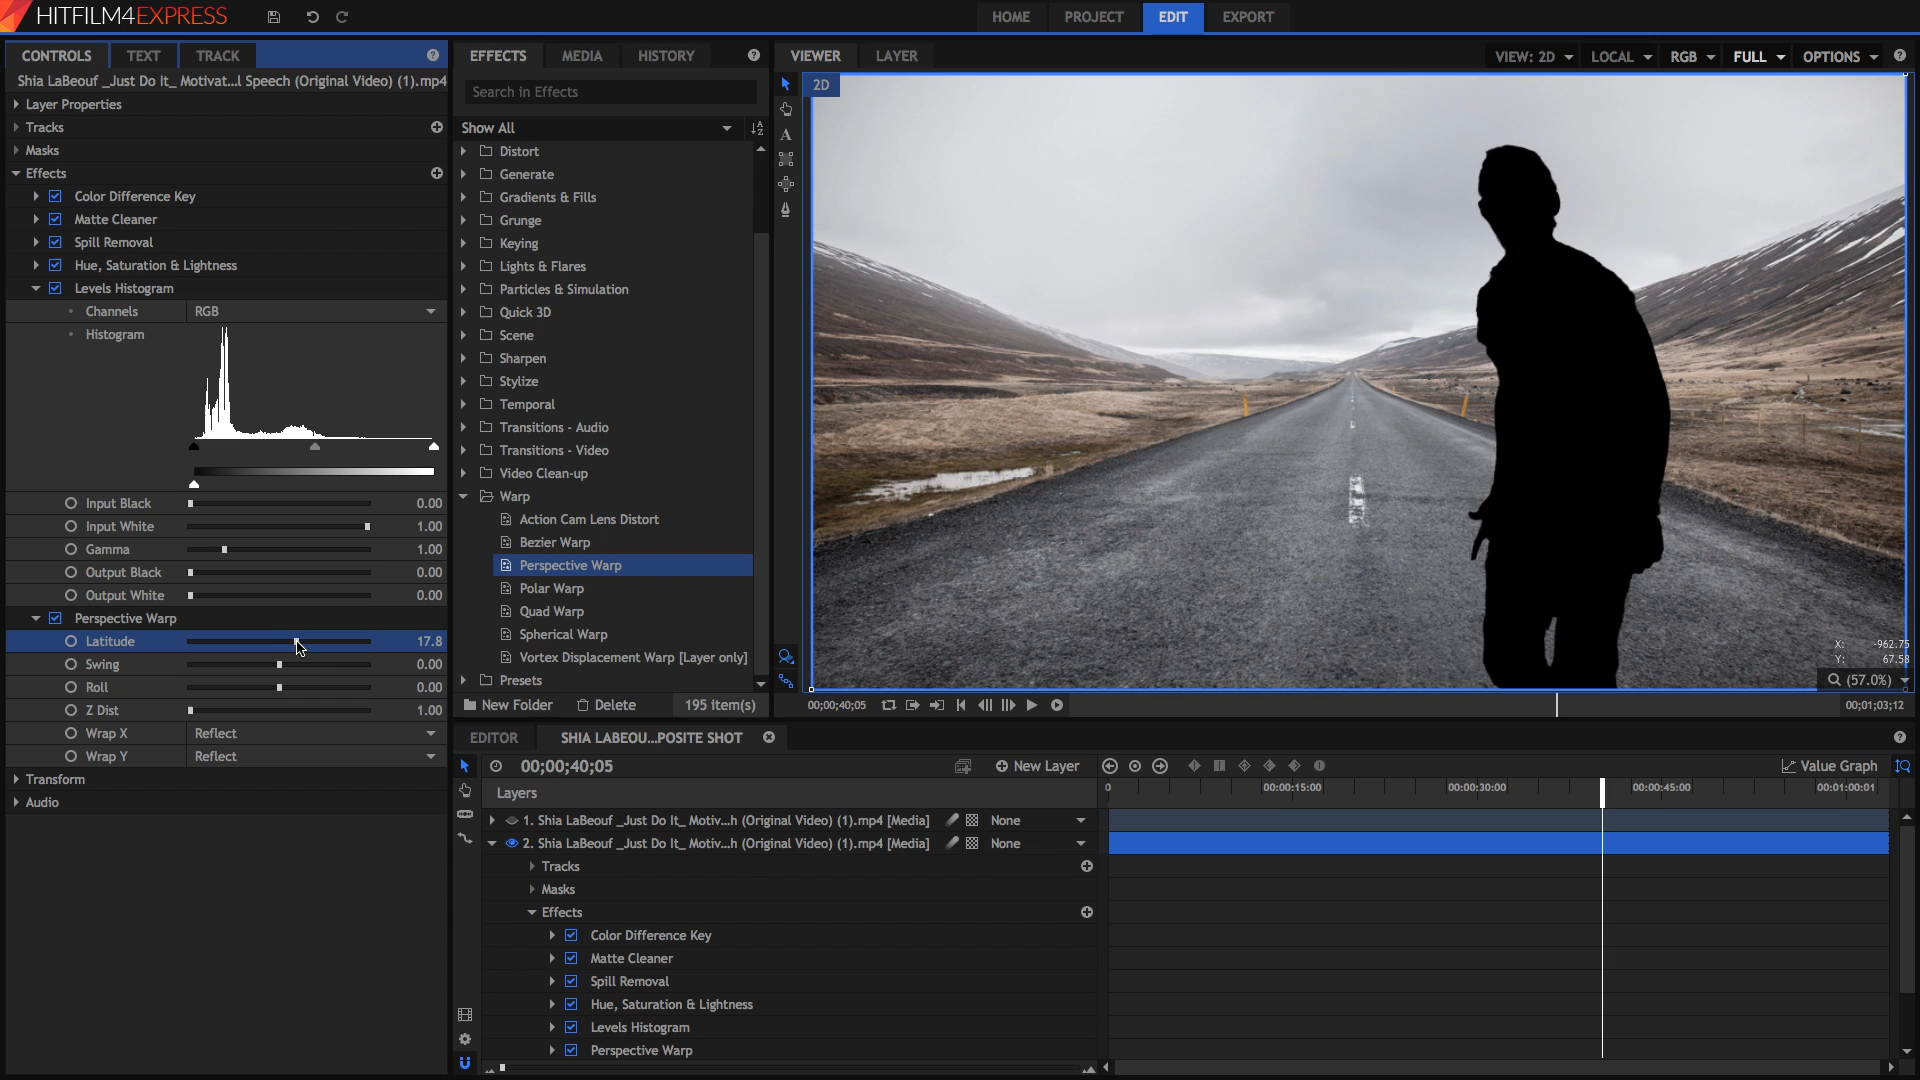 HITFILM4EXPRESS
HOME PROJECT EDIT EXPORT
CONTROLS TEXT TRACK
Shia LaBeouf _Just Do It_ Motivat...l Speech (Original Video) (1).mp4
Layer Properties
Tracks
Masks
Effects
Color Difference Key
Matte Cleaner
Spill Removal
Hue, Saturation & Lightness
Levels Histogram
Channels RGB
Histogram
Input Black 0.00
Input White 1.00
Gamma 1.00
Output Black 0.00
Output White 0.00
Perspective Warp
Latitude 17.8
Swing 0.00
Roll 0.00
Z Dist 1.00
Wrap X Reflect
Wrap Y Reflect
Transform
Audio
EFFECTS MEDIA HISTORY
Search in Effects
Show All
Distort
Generate
Gradients & Fills
Grunge
Keying
Lights & Flares
Particles & Simulation
Quick 3D
Scene
Sharpen
Stylize
Temporal
Transitions - Audio
Transitions - Video
Video Clean-up
Warp
Action Cam Lens Distort
Bezier Warp
Perspective Warp
Polar Warp
Quad Warp
Spherical Warp
Vortex Displacement Warp [Layer only]
Presets
New Folder Delete 195 item(s)
VIEWER LAYER
VIEW: 2D LOCAL RGB FULL OPTIONS
2D
X: -962.75
Y: 67.58
(57.0%)
00;00;40;05 00;01;03;12
EDITOR SHIA LABEOU...POSITE SHOT
00;00;40;05 New Layer Value Graph
Layers 0 00:00:15:00 00:00:30:00 00:00:45:00 00:01:00:01
1. Shia LaBeouf _Just Do It_ Motiv...h (Original Video) (1).mp4 [Media] None
2. Shia LaBeouf _Just Do It_ Motiv...h (Original Video) (1).mp4 [Media] None
Tracks
Masks
Effects
Color Difference Key
Matte Cleaner
Spill Removal
Hue, Saturation & Lightness
Levels Histogram
Perspective Warp